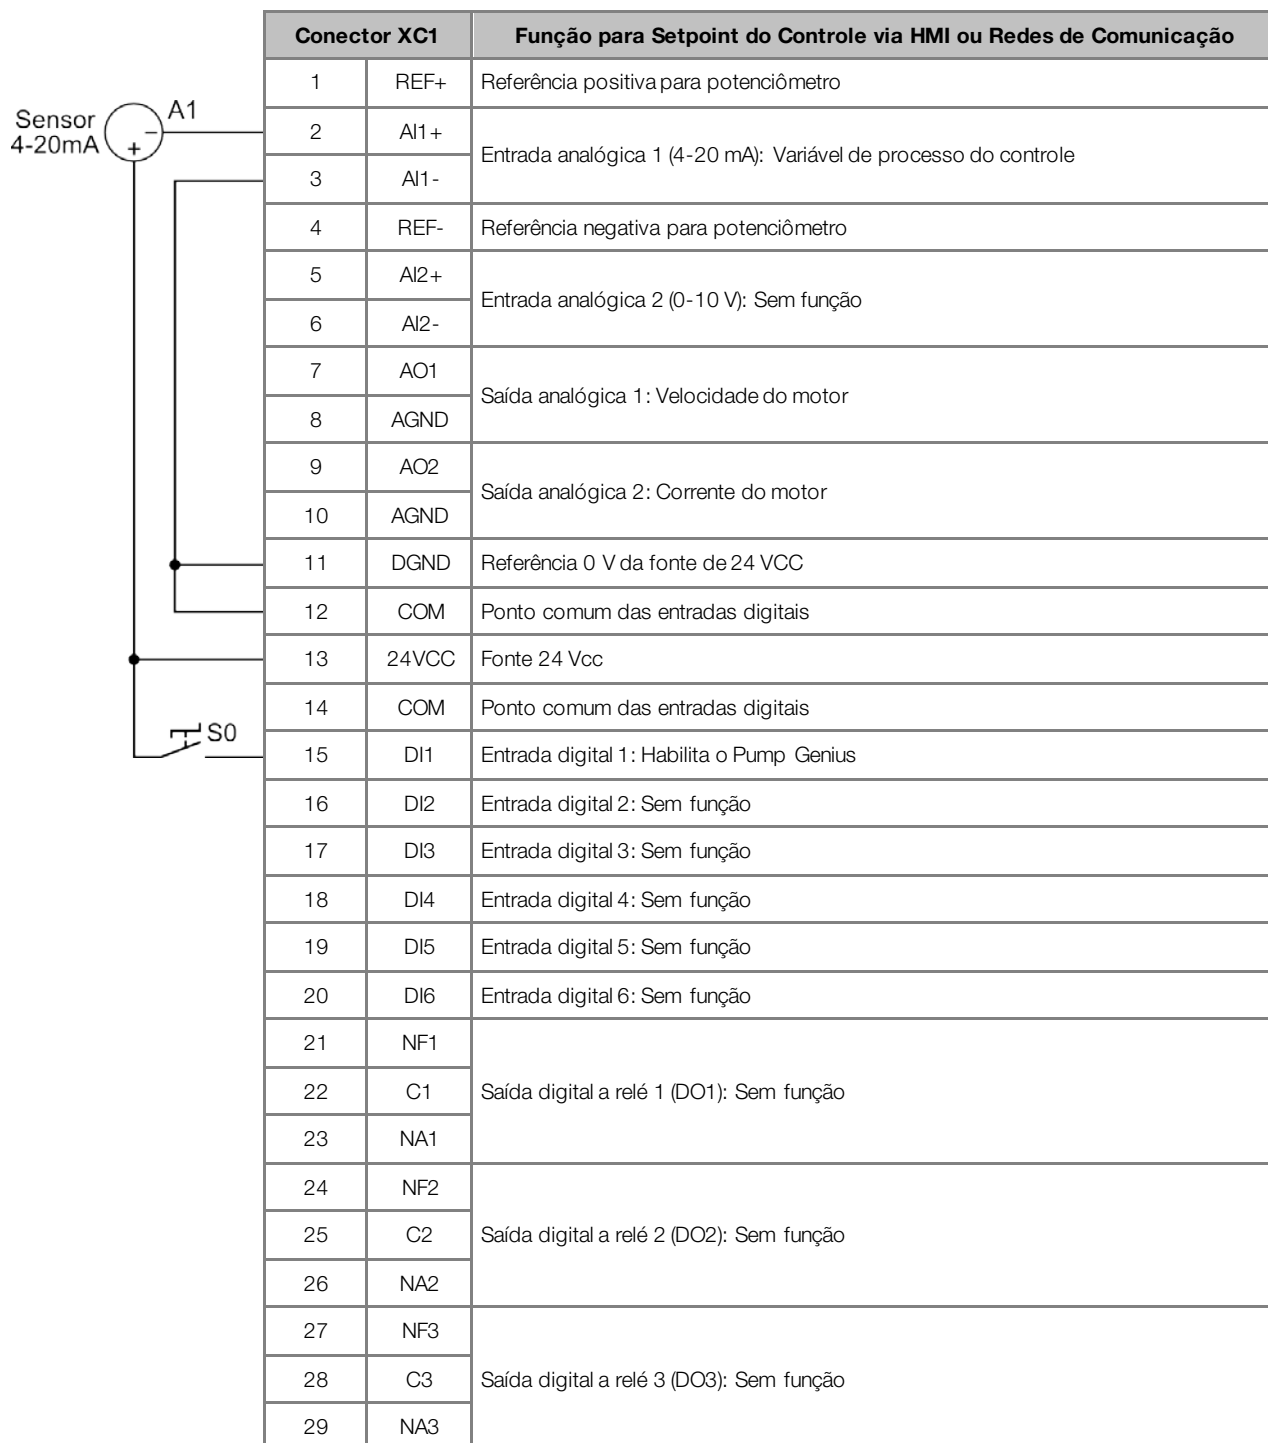 Conector XC1 Função para Setpoint do Controle via HMI ou Redes de Comunicação
1 REF+ Referência positiva para potenciômetro
Sensor
4-20mA
A1
- +
2 AI1+
Entrada analógica 1 (4-20 mA): Variável de processo do controle
3 AI1-
4 REF- Referência negativa para potenciômetro
5 AI2+
Entrada analógica 2 (0-10 V): Sem função
6 AI2-
7 AO1
Saída analógica 1: Velocidade do motor
8 AGND
9 AO2
Saída analógica 2: Corrente do motor
10 AGND
11 DGND Referência 0 V da fonte de 24 VCC
12 COM Ponto comum das entradas digitais
13 24VCC Fonte 24 Vcc
14 COM Ponto comum das entradas digitais
S0
15 DI1 Entrada digital 1: Habilita o Pump Genius
16 DI2 Entrada digital 2: Sem função
17 DI3 Entrada digital 3: Sem função
18 DI4 Entrada digital 4: Sem função
19 DI5 Entrada digital 5: Sem função
20 DI6 Entrada digital 6: Sem função
21 NF1
22 C1 Saída digital a relé 1 (DO1): Sem função
23 NA1
24 NF2
25 C2 Saída digital a relé 2 (DO2): Sem função
26 NA2
27 NF3
28 C3 Saída digital a relé 3 (DO3): Sem função
29 NA3